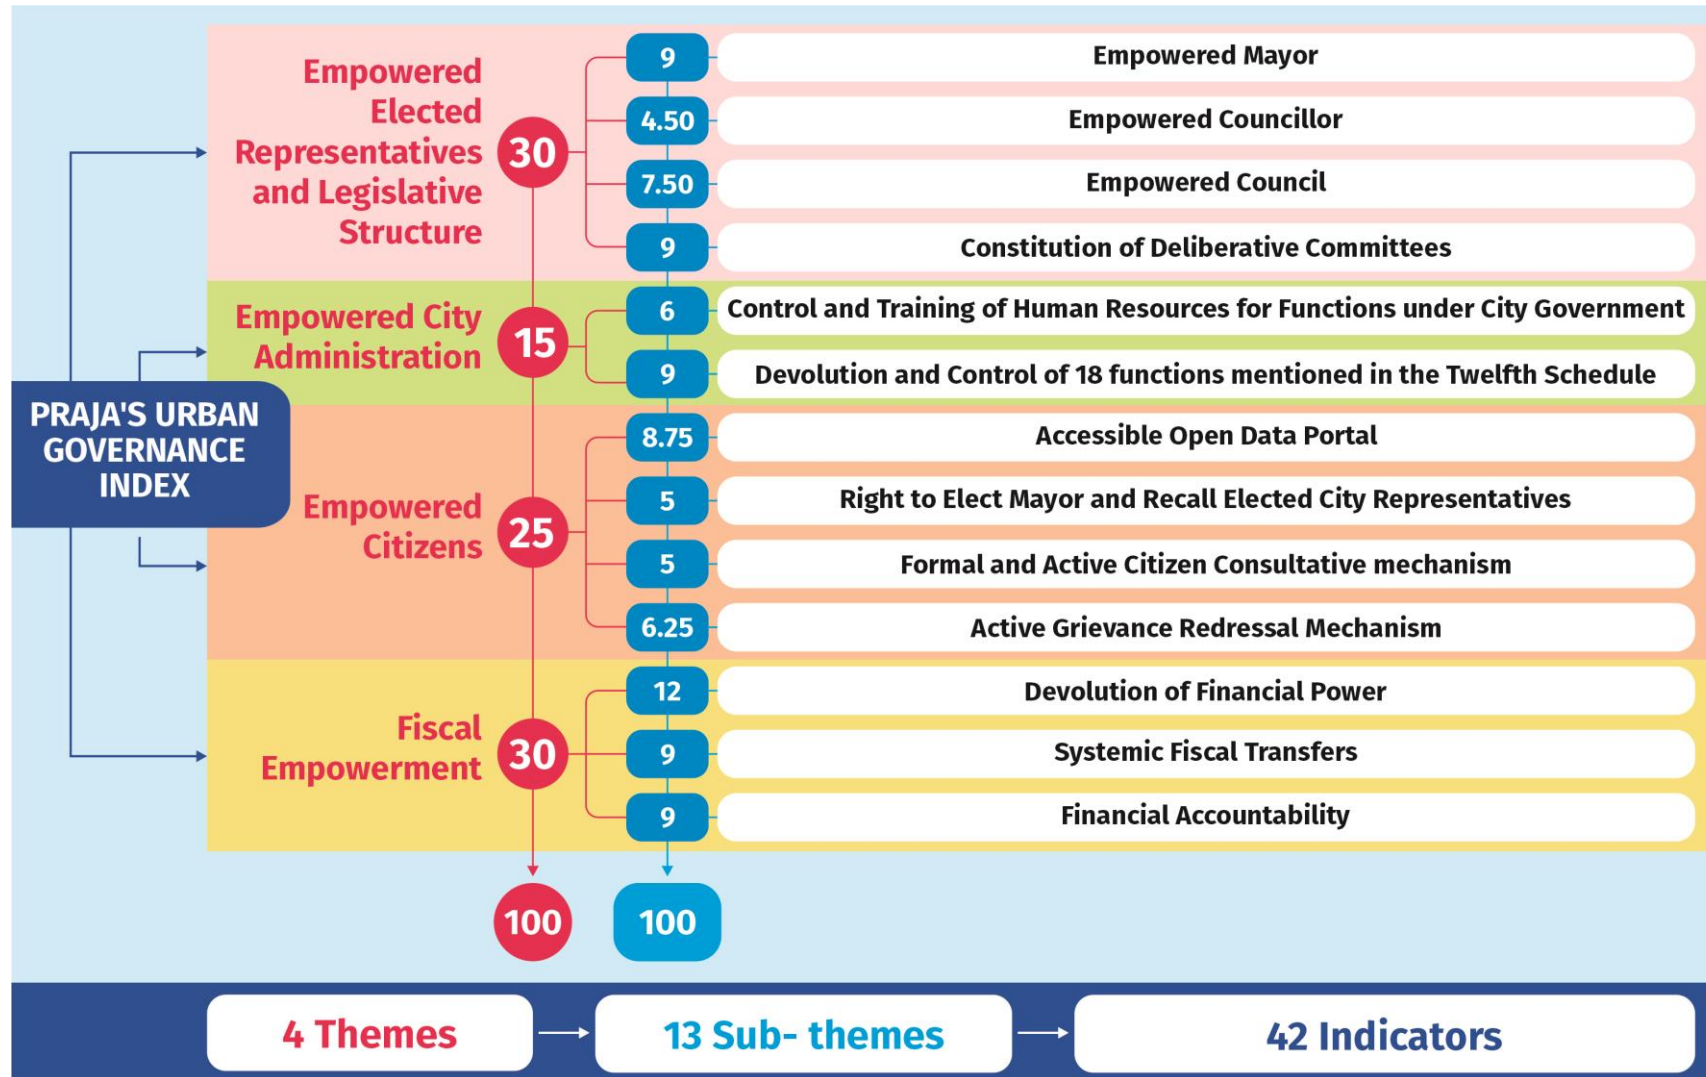 PRAJA'S URBAN
GOVERNANCE
INDEX
Empowered
Elected
Representatives
and Legislative
Structure
30
9
Empowered Mayor
4.50
Empowered Councillor
7.50
Empowered Council
9
Constitution of Deliberative Committees
Empowered City
Administration
15
6
Control and Training of Human Resources for Functions under City Government
9
Devolution and Control of 18 functions mentioned in the Twelfth Schedule
Empowered
Citizens
25
8.75
Accessible Open Data Portal
5
Right to Elect Mayor and Recall Elected City Representatives
5
Formal and Active Citizen Consultative mechanism
6.25
Active Grievance Redressal Mechanism
Fiscal
Empowerment
30
12
Devolution of Financial Power
9
Systemic Fiscal Transfers
9
Financial Accountability
100
100
4 Themes
13 Sub- themes
42 Indicators